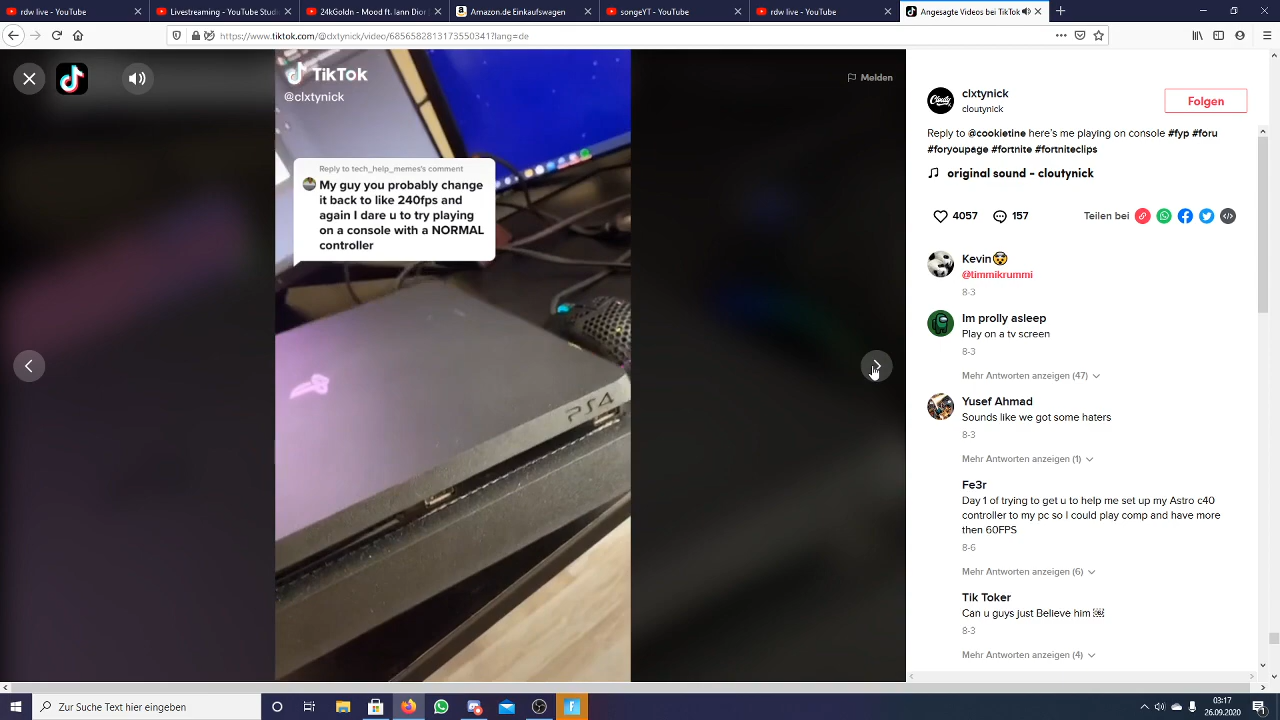 rdw live - YouTube
Livestreaming - YouTube Stud
24kGoldn - Mood ft. Iann Dior |
Amazon.de Einkaufswagen
songeYT - YouTube
rdw live - YouTube
Angesagte Videos bei TikTok
https://www.tiktok.com/@clxtynick/video/6856582813173550341?lang=de
TikTok
@clxtynick
Melden
Reply to tech_help_memes's comment
My guy you probably change
it back to like 240fps and
again I dare u to try playing
on a console with a NORMAL
controller
PS4
Cloudy
clxtynick
cloutynick
Folgen
Reply to @cookietine here's me playing on console #fyp #foru
#foryoupage #fortnite #fortniteclips
original sound - cloutynick
4057
157
Teilen bei
Kevin🤯
@timmikrummi
8-3
Im prolly asleep
Play on a tv screen
8-3
Mehr Antworten anzeigen (47)
Yusef Ahmad
Sounds like we got some haters
8-3
Mehr Antworten anzeigen (1)
Fe3r
Day 1 of trying to get u to help me set up my Astro c40
controller to my pc so I could play comp and have more
then 60FPS
8-6
Mehr Antworten anzeigen (6)
Tik Toker
Can u guys just Believe him ￼
8-3
Mehr Antworten anzeigen (4)
Zur Suche Text hier eingeben
03:17
26.09.2020